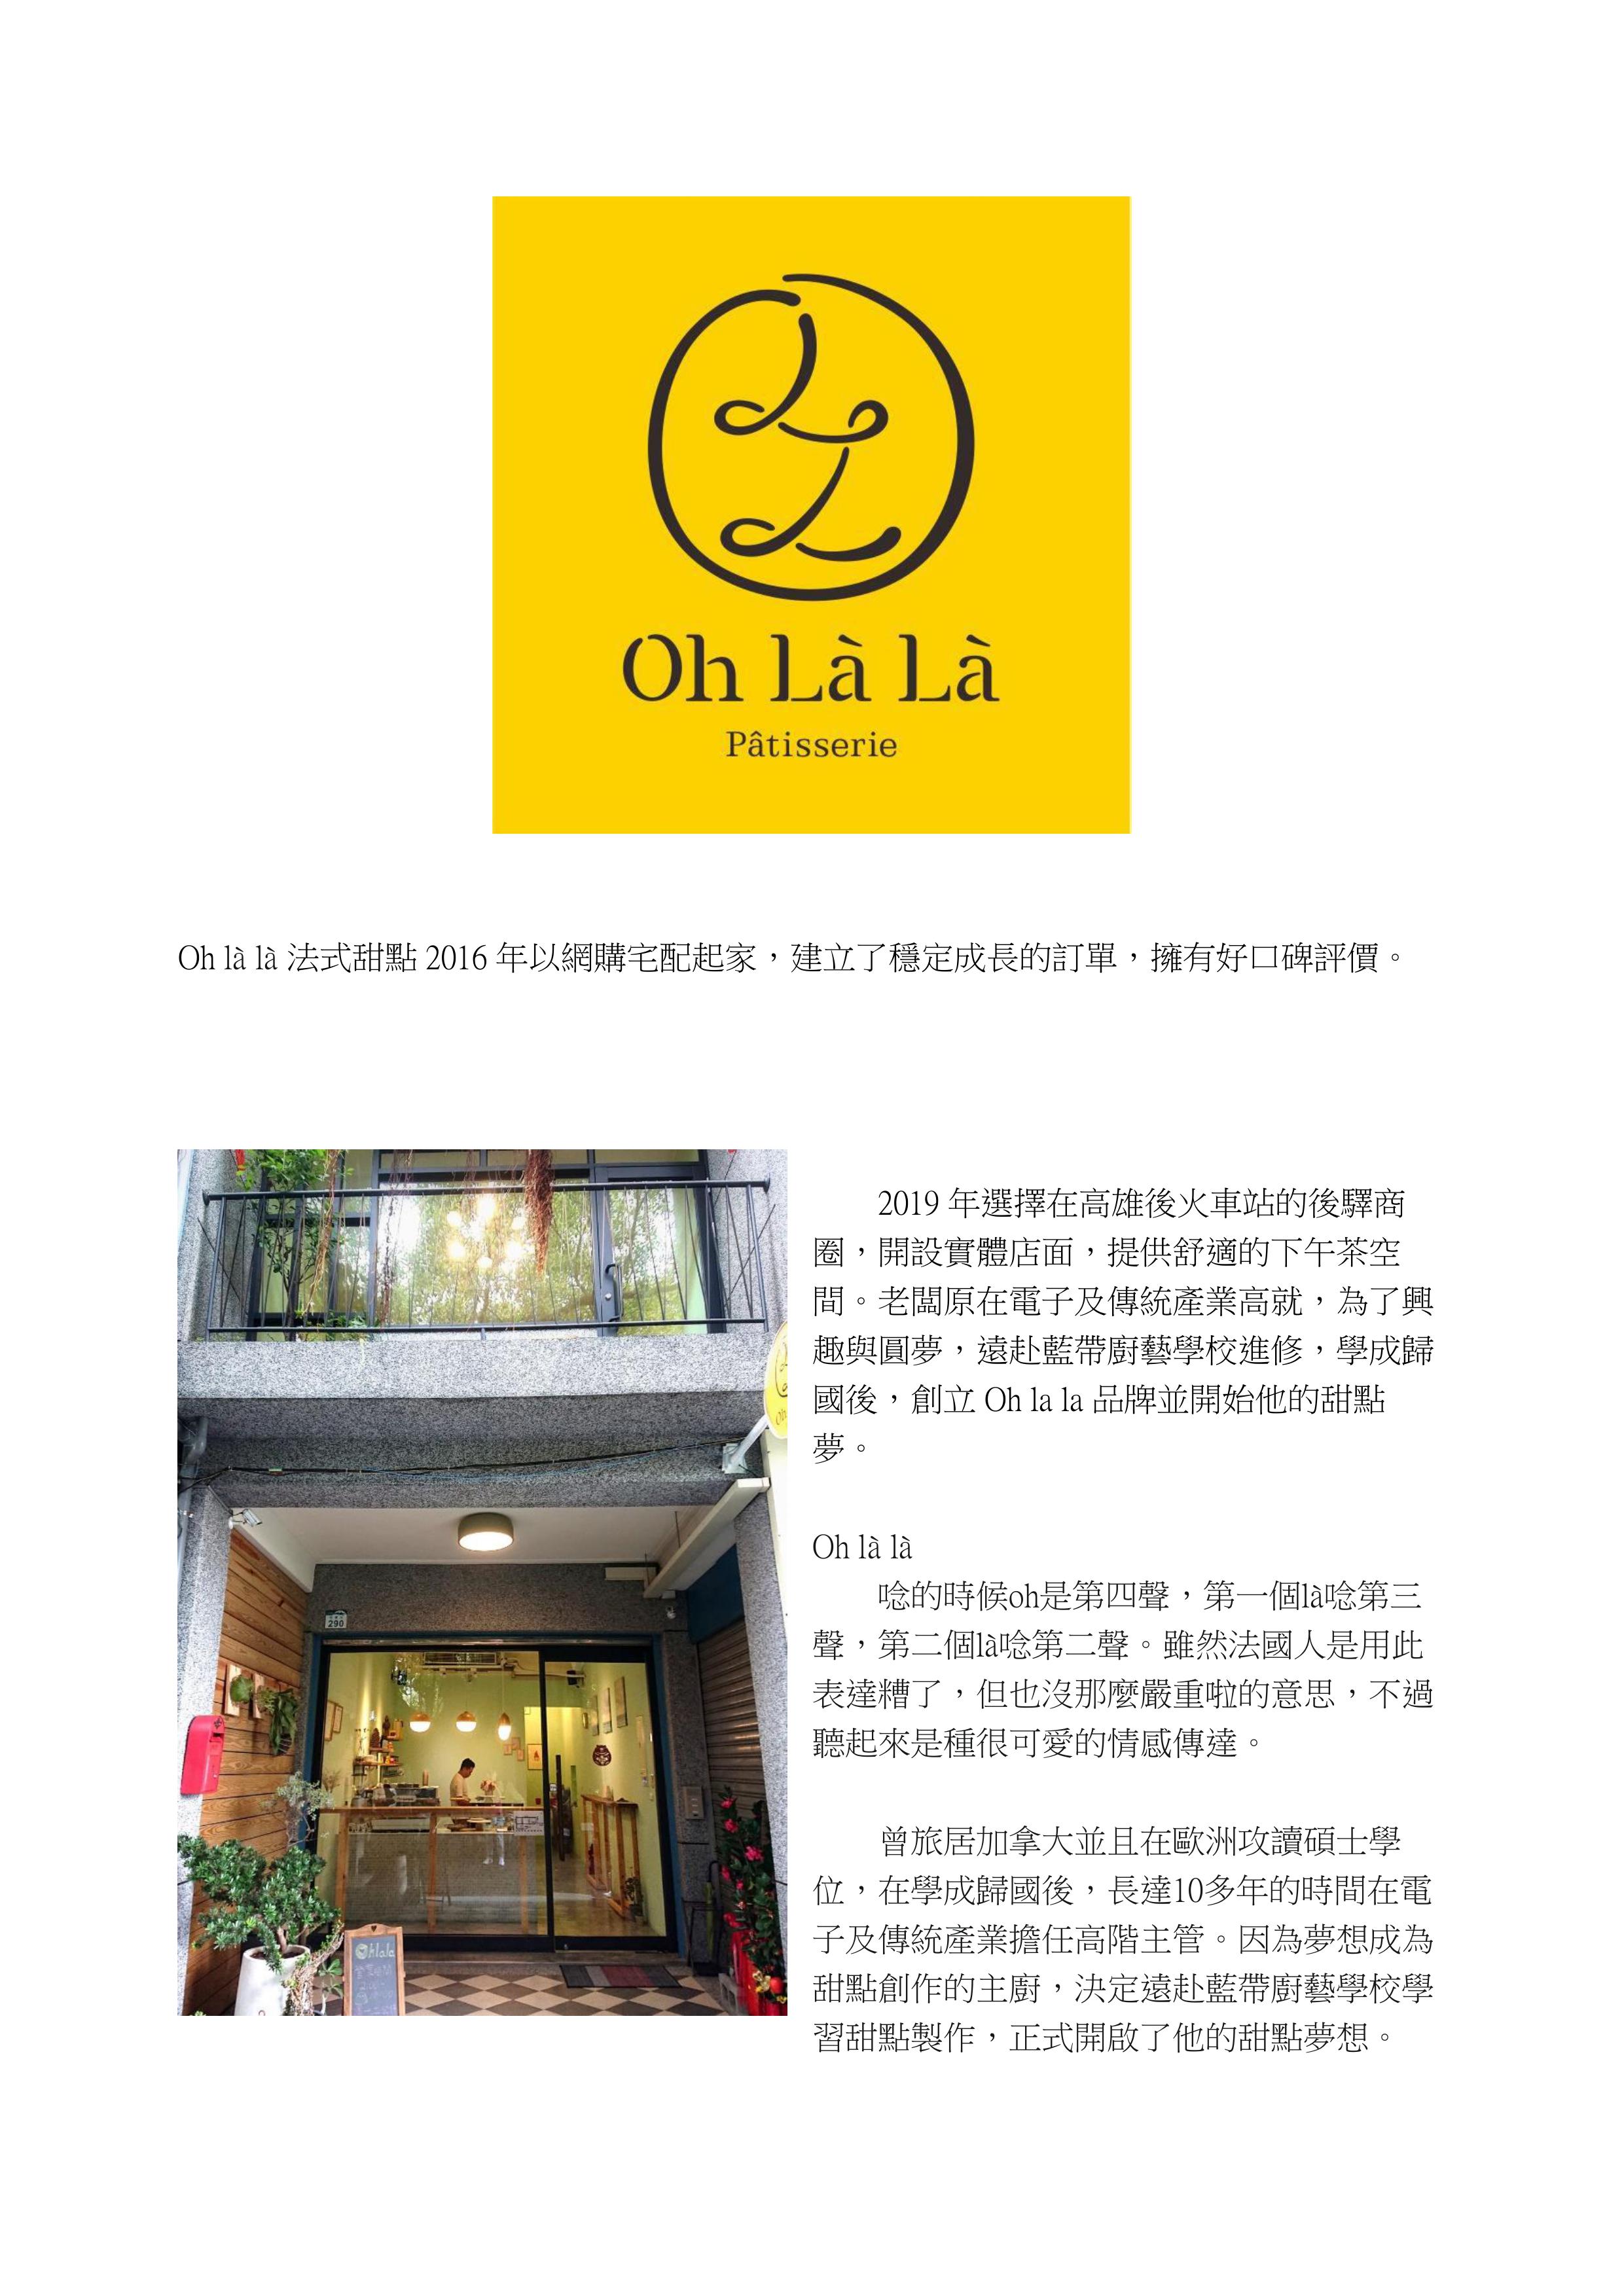 Oh Là Là
Pâtisserie
Oh là là 法式甜點 2016 年以網購宅配起家，建立了穩定成長的訂單，擁有好口碑評價。
2019 年選擇在高雄後火車站的後驛商
圈，開設實體店面，提供舒適的下午茶空
間。老闆原在電子及傳統產業高就，為了興
趣與圓夢，遠赴藍帶廚藝學校進修，學成歸
國後，創立 Oh la la 品牌並開始他的甜點
夢。
Oh là là
唸的時候oh是第四聲，第一個là唸第三
聲，第二個là唸第二聲。雖然法國人是用此
表達糟了，但也沒那麼嚴重啦的意思，不過
聽起來是種很可愛的情感傳達。
曾旅居加拿大並且在歐洲攻讀碩士學
位，在學成歸國後，長達10多年的時間在電
子及傳統產業擔任高階主管。因為夢想成為
甜點創作的主廚，決定遠赴藍帶廚藝學校學
習甜點製作，正式開啟了他的甜點夢想。
290
Ohlala